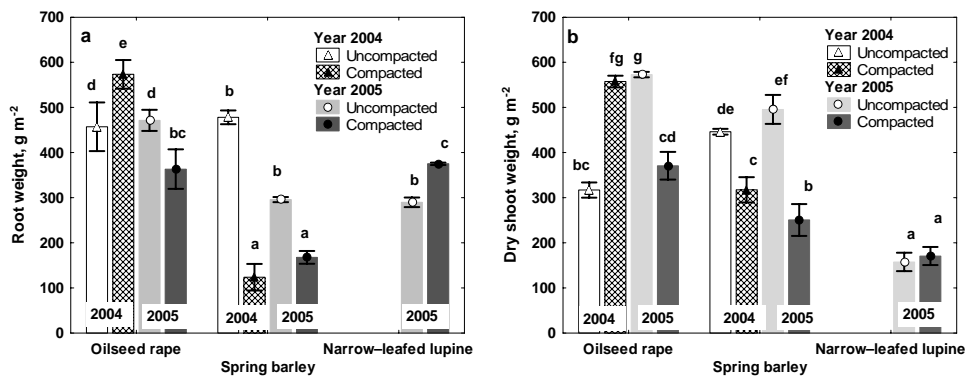 a
Root weight, g m-2
700
600
500
400
300
200
100
0
Year 2004
Uncompacted
Compacted
Year 2005
Uncompacted
Compacted
d
e
d
bc
b
a
b
a
b
c
2004
2005
2004
2005
2005
Oilseed rape
Spring barley
Narrow–leafed lupine
b
Dry shoot weight, g m-2
700
600
500
400
300
200
100
0
Year 2004
Uncompacted
Compacted
Year 2005
Uncompacted
Compacted
bc
fg
g
cd
de
c
ef
b
a
a
2004
2005
2004
2005
2005
Oilseed rape
Spring barley
Narrow–leafed lupine